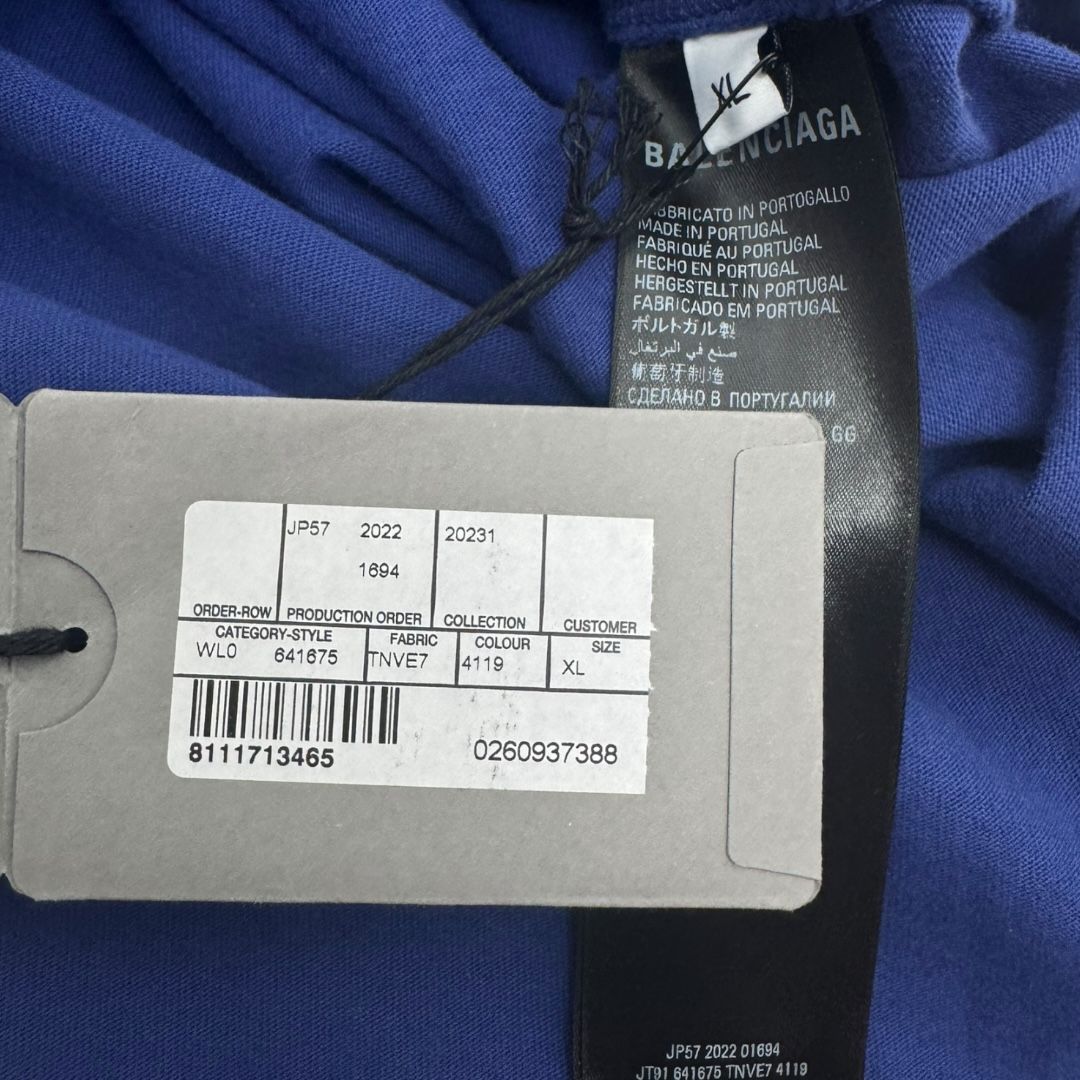 XL
BALENCIAGA
FABBRICATO IN PORTOGALLO
MADE IN PORTUGAL
FABRIQUÉ AU PORTUGAL
HECHO EN PORTUGAL
HERGESTELLT IN PORTUGAL
FABRICADO EM PORTUGAL
ポルトガル製
صنع في البرتغال
葡萄牙制造
СДЕЛАНО В ПОРТУГАЛИИ
GG
JP57 2022 20231
1694
ORDER-ROW PRODUCTION ORDER COLLECTION CUSTOMER
CATEGORY-STYLE FABRIC COLOUR SIZE
WL0 641675 TNVE7 4119 XL
8111713465 0260937388
JP57 2022 01694
JT91 641675 TNVE7 4119